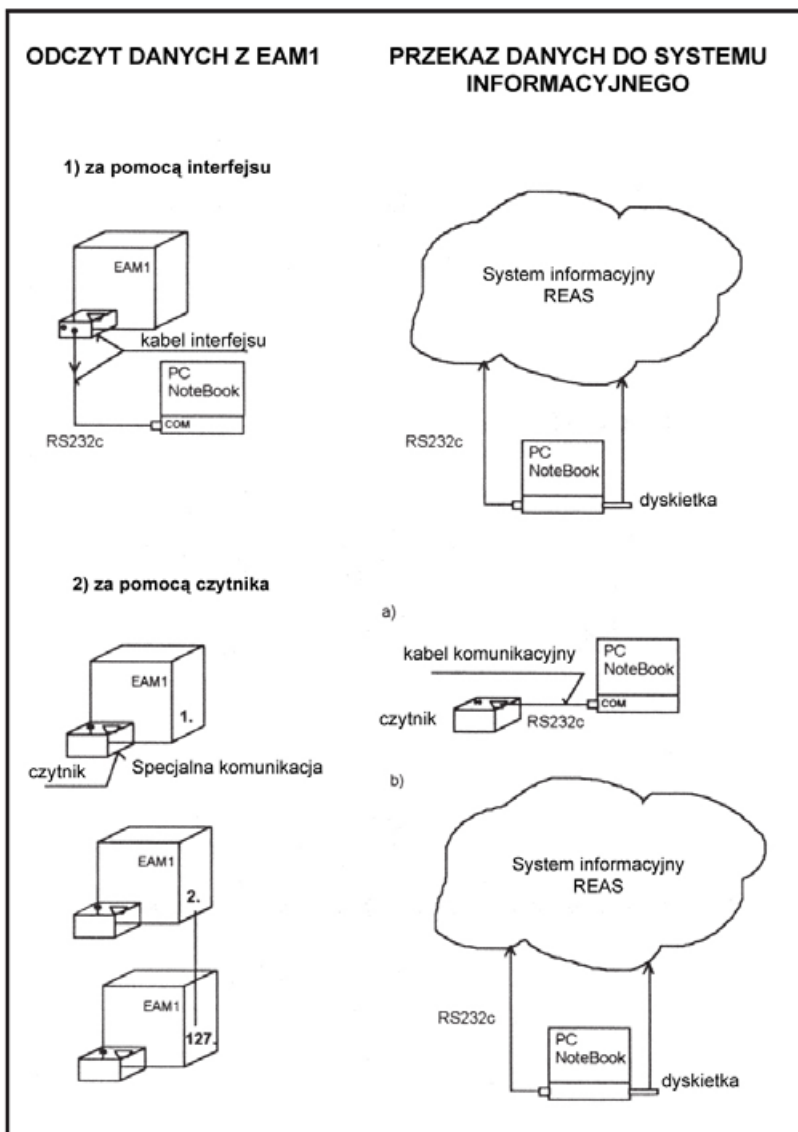 ODCZYT DANYCH Z EAM1
PRZEKAZ DANYCH DO SYSTEMU
INFORMACYJNEGO
1) za pomocą interfejsu
EAM1
kabel interfejsu
PC
NoteBook
COM
RS232c
System informacyjny
REAS
RS232c
PC
NoteBook
dyskietka
2) za pomocą czytnika
EAM1
1.
czytnik
Specjalna komunikacja
EAM1
2.
EAM1
127.
a)
kabel komunikacyjny
PC
NoteBook
COM
czytnik
RS232c
b)
System informacyjny
REAS
RS232c
PC
NoteBook
dyskietka